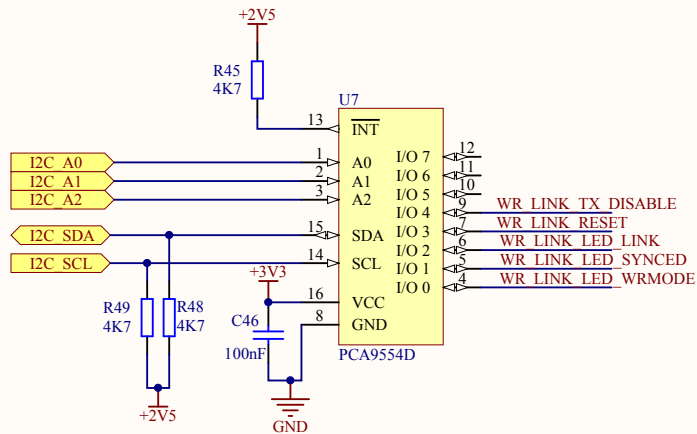 +2V5
R45
4K7
U7
13
INT
1
I2C_A0
A0
I/O 7
12
2
I2C_A1
A1
I/O 6
11
3
I2C_A2
A2
I/O 5
10
I/O 4
9
WR_LINK_TX_DISABLE
I/O 3
7
WR_LINK_RESET
I2C_SDA
15
SDA
I/O 2
6
WR_LINK_LED_LINK
I2C_SCL
14
SCL
I/O 1
5
WR_LINK_LED_SYNCED
I/O 0
4
WR_LINK_LED_WRMODE
+3V3
16
VCC
R49
4K7
R48
4K7
C46
100nF
8
GND
PCA9554D
+2V5
GND